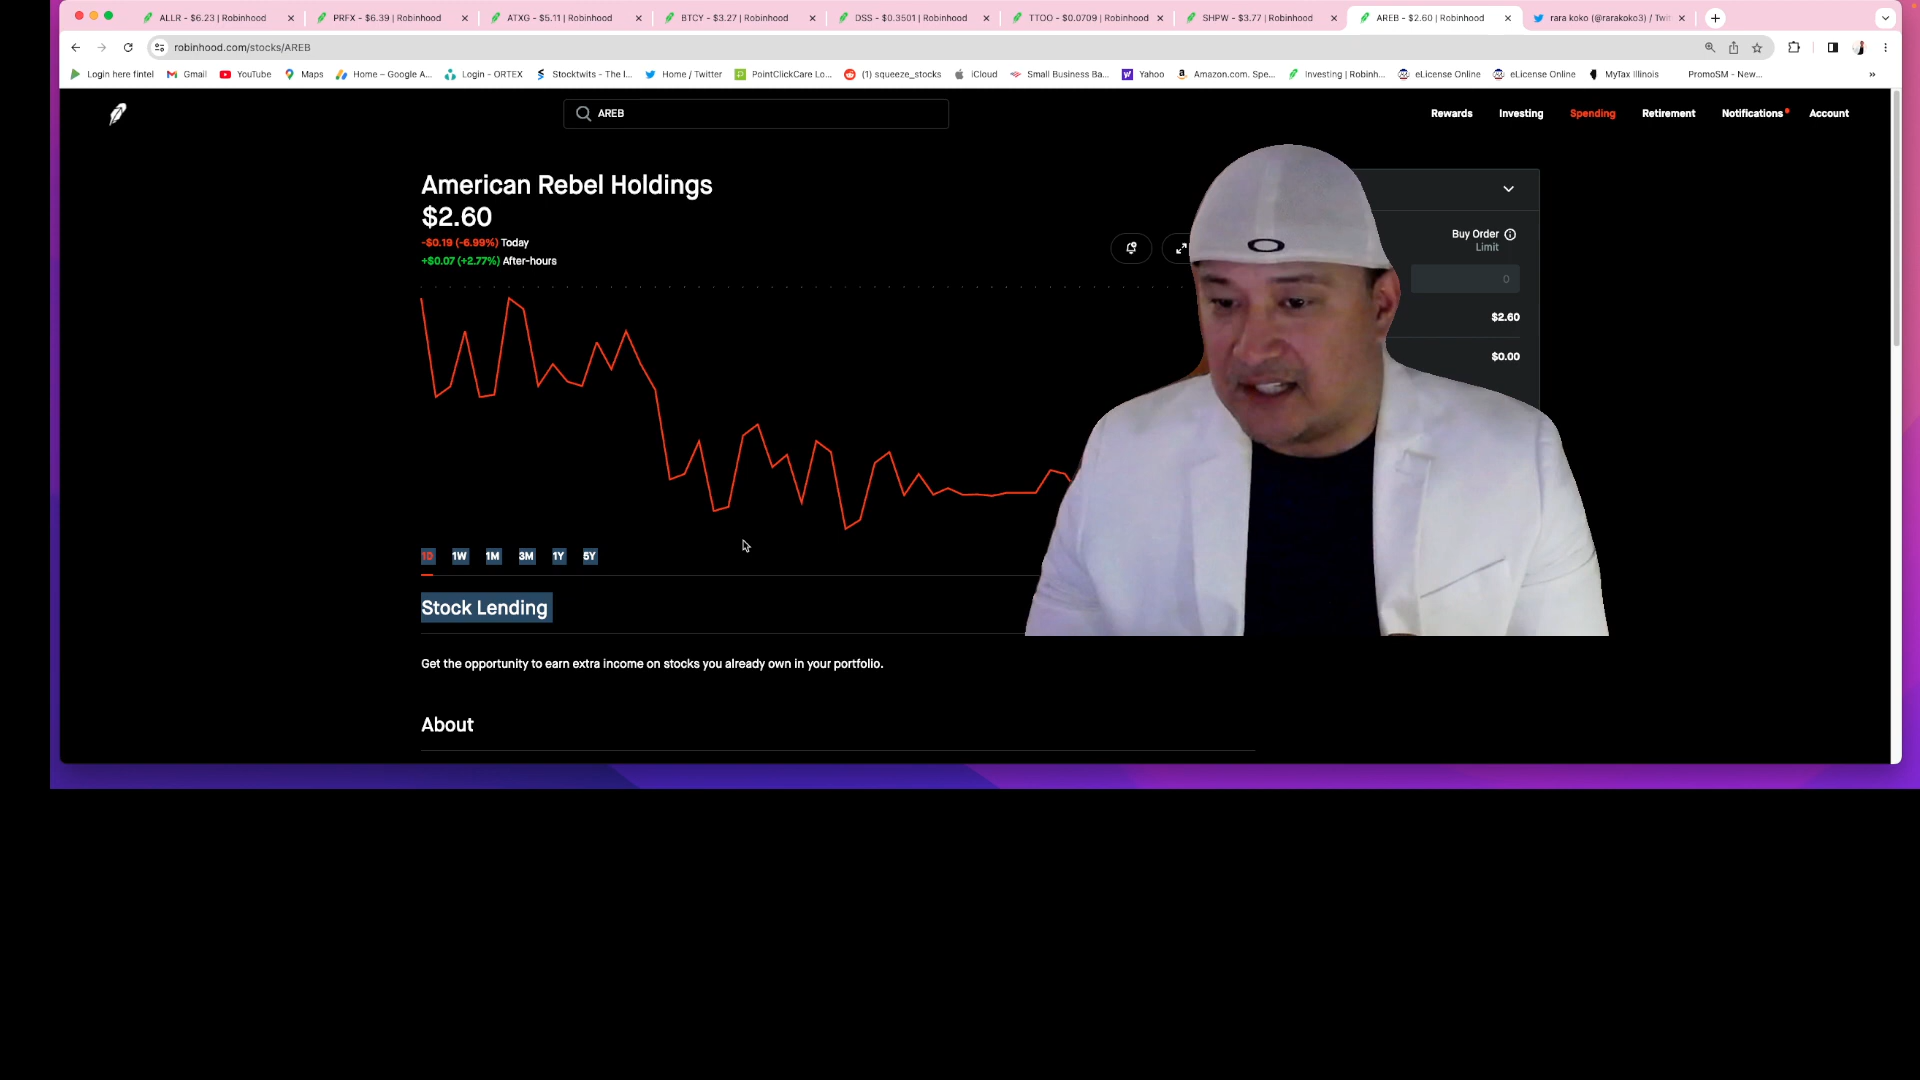 ALLR - $6.23 | Robinhood
PRFX - $6.39 | Robinhood
ATXG - $5.11 | Robinhood
BTCY - $3.27 | Robinhood
DSS - $0.3501 | Robinhood
TTOO - $0.0709 | Robinhood
SHPW - $3.77 | Robinhood
AREB - $2.60 | Robinhood
rara koko (@rarakoko3) / Twi
robinhood.com/stocks/AREB
Login here fintel
Gmail
YouTube
Maps
Home – Google A...
Login - ORTEX
Stocktwits - The l...
Home / Twitter
PointClickCare Lo...
(1) squeeze_stocks
iCloud
Small Business Ba...
Yahoo
Amazon.com. Spe...
Investing | Robinh...
eLicense Online
eLicense Online
MyTax Illinois
PromoSM - New...
»
AREB
Rewards
Investing
Spending
Retirement
Notifications
Account
American Rebel Holdings
$2.60
-$0.19 (-6.99%) Today
+$0.07 (+2.77%) After-hours
Buy Order
Limit
0
$2.60
$0.00
1D 1W 1M 3M 1Y 5Y
Stock Lending
Get the opportunity to earn extra income on stocks you already own in your portfolio.
About